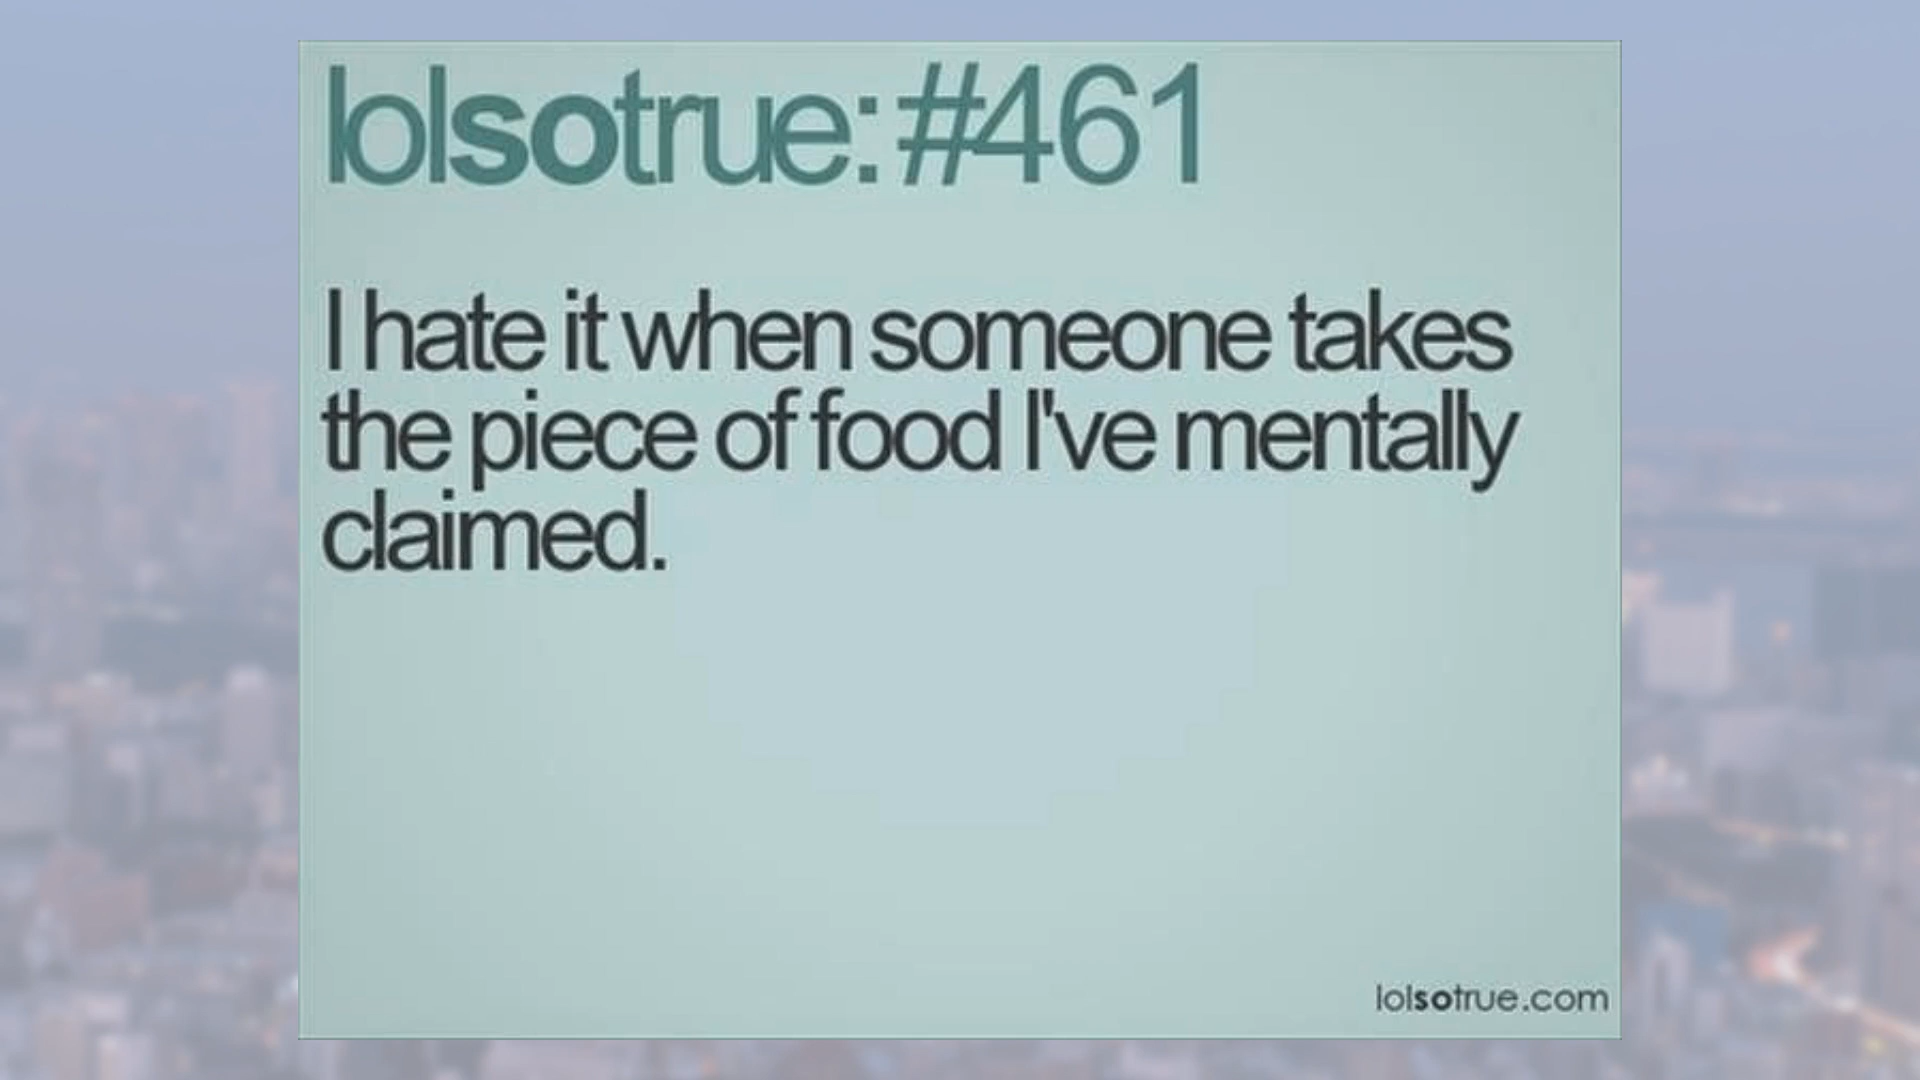 lolsotrue: #461
I hate it when someone takes
the piece of food I've mentally
claimed.
lolsotrue.com